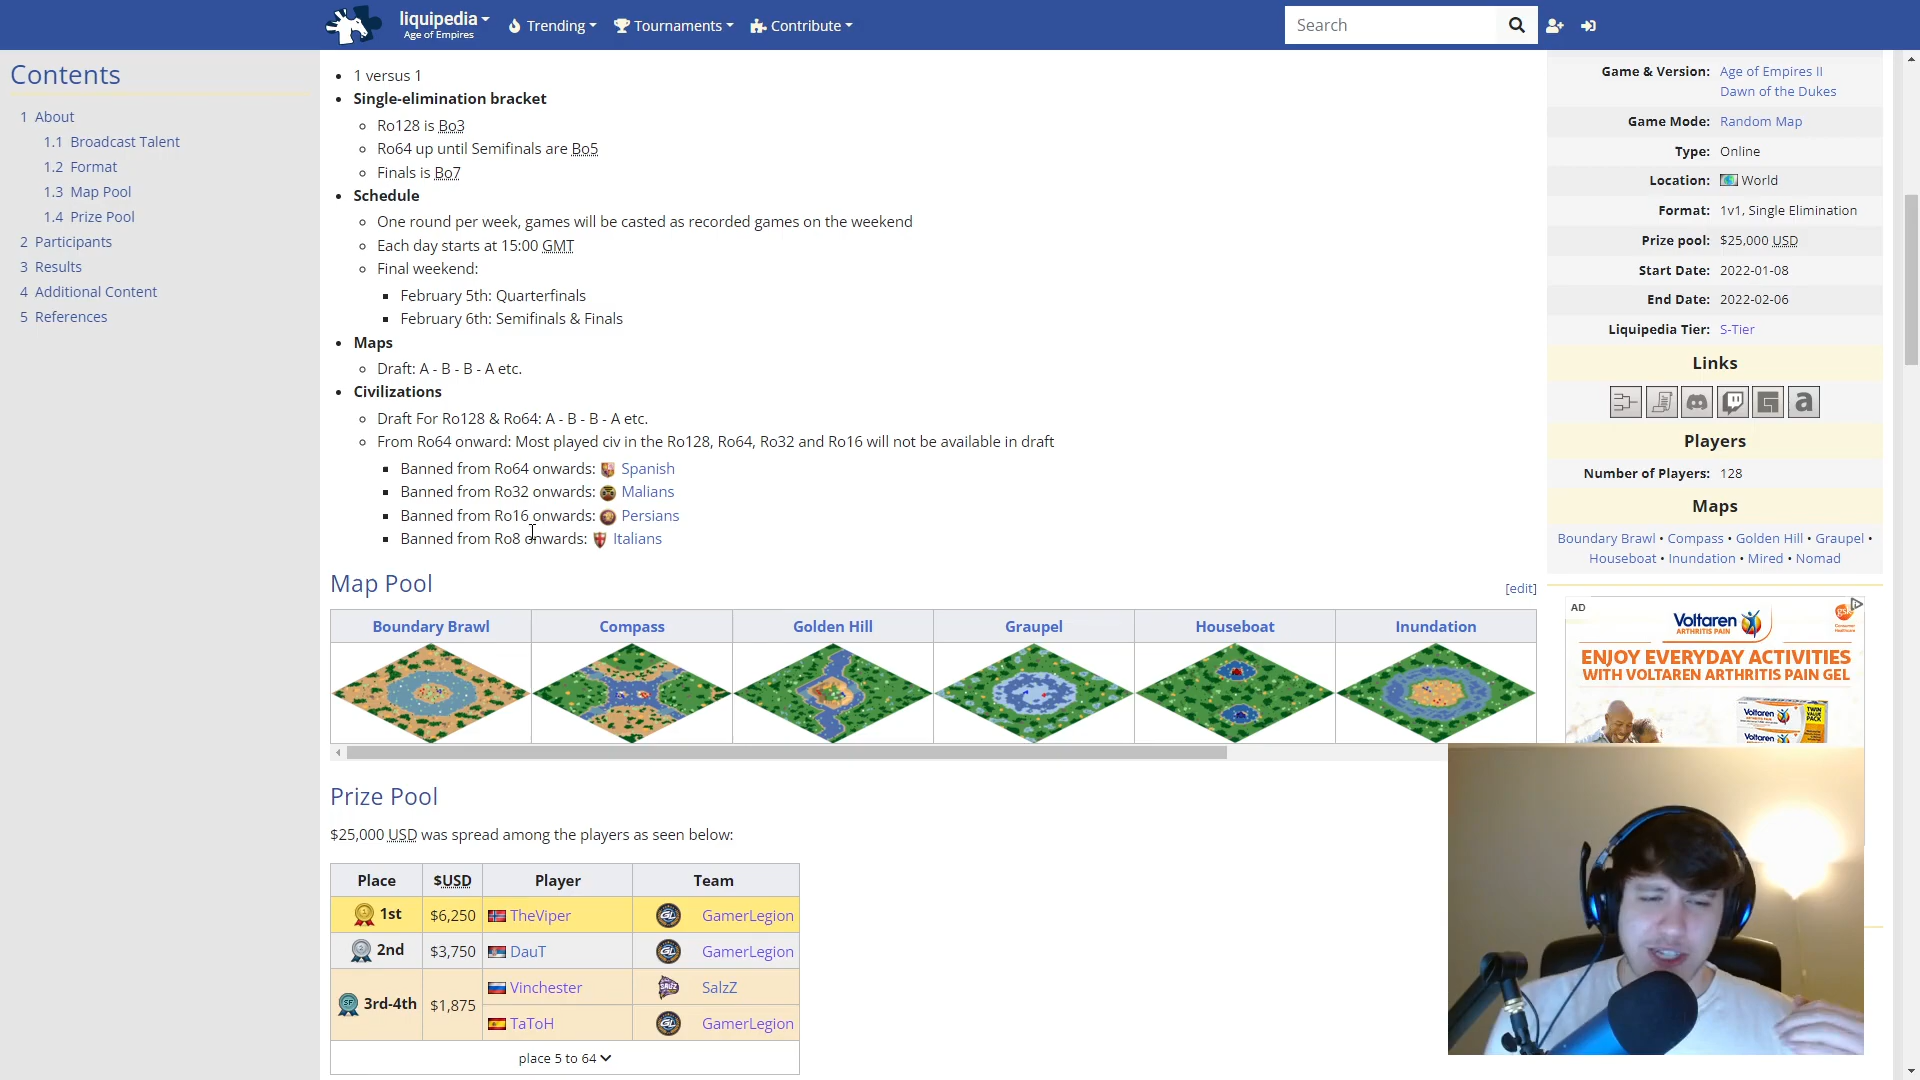 liquipedia
Age of Empires
Trending
Tournaments
Contribute
Search
Contents
1 About
1.1 Broadcast Talent
1.2 Format
1.3 Map Pool
1.4 Prize Pool
2 Participants
3 Results
4 Additional Content
5 References
1 versus 1
Single-elimination bracket
Ro128 is Bo3
Ro64 up until Semifinals are Bo5
Finals is Bo7
Schedule
One round per week, games will be casted as recorded games on the weekend
Each day starts at 15:00 GMT
Final weekend:
February 5th: Quarterfinals
February 6th: Semifinals & Finals
Maps
Draft: A - B - B - A etc.
Civilizations
Draft For Ro128 & Ro64: A - B - B - A etc.
From Ro64 onward: Most played civ in the Ro128, Ro64, Ro32 and Ro16 will not be available in draft
Banned from Ro64 onwards: Spanish
Banned from Ro32 onwards: Malians
Banned from Ro16 onwards: Persians
Banned from Ro8 onwards: Italians
Map Pool
[edit]
Boundary Brawl Compass Golden Hill Graupel Houseboat Inundation
Prize Pool
$25,000 USD was spread among the players as seen below:
Place $USD Player Team
1st $6,250 TheViper GL GamerLegion
2nd $3,750 DauT GL GamerLegion
SF 3rd-4th $1,875 Vinchester SALZZ SalzZ
TaToH GL GamerLegion
place 5 to 64
Game & Version: Age of Empires II
Dawn of the Dukes
Game Mode: Random Map
Type: Online
Location: World
Format: 1v1, Single Elimination
Prize pool: $25,000 USD
Start Date: 2022-01-08
End Date: 2022-02-06
Liquipedia Tier: S-Tier
Links
a
Players
Number of Players: 128
Maps
Boundary Brawl • Compass • Golden Hill • Graupel •
Houseboat • Inundation • Mired • Nomad
AD
Voltaren
ARTHRITIS PAIN
gsk
ENJOY EVERYDAY ACTIVITIES
WITH VOLTAREN ARTHRITIS PAIN GEL
Voltaren
TWIN
VALUE
PACK
Voltaren